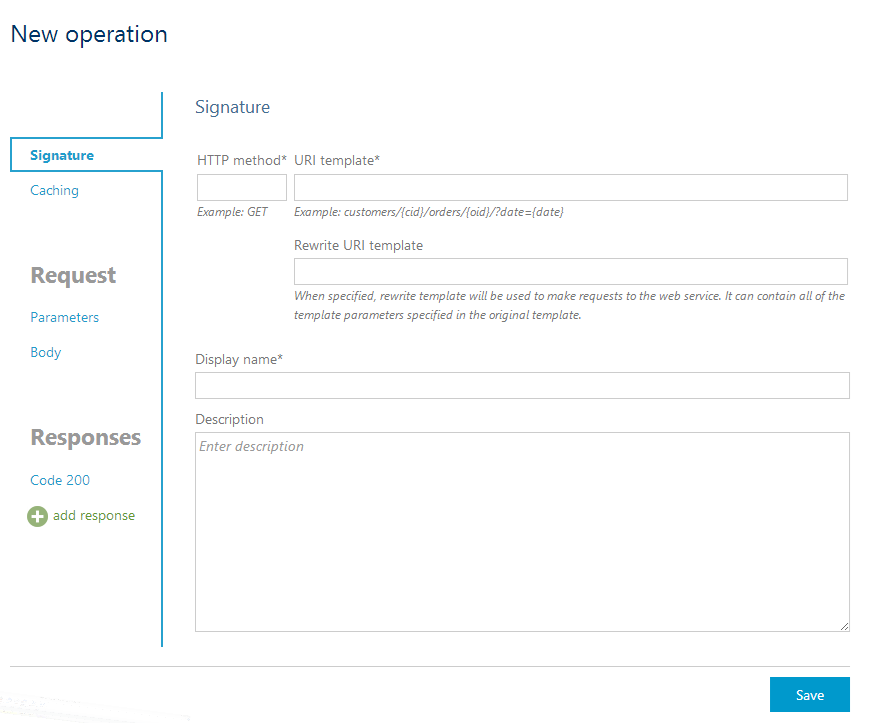 New operation
Signature
Caching
Request
Parameters
Body
Responses
Code 200
add response
Signature
HTTP method* URI template*
Example: GET Example: customers/{cid}/orders/{oid}/?date={date}
Rewrite URI template
When specified, rewrite template will be used to make requests to the web service. It can contain all of the
template parameters specified in the original template.
Display name*
Description
Enter description
Save